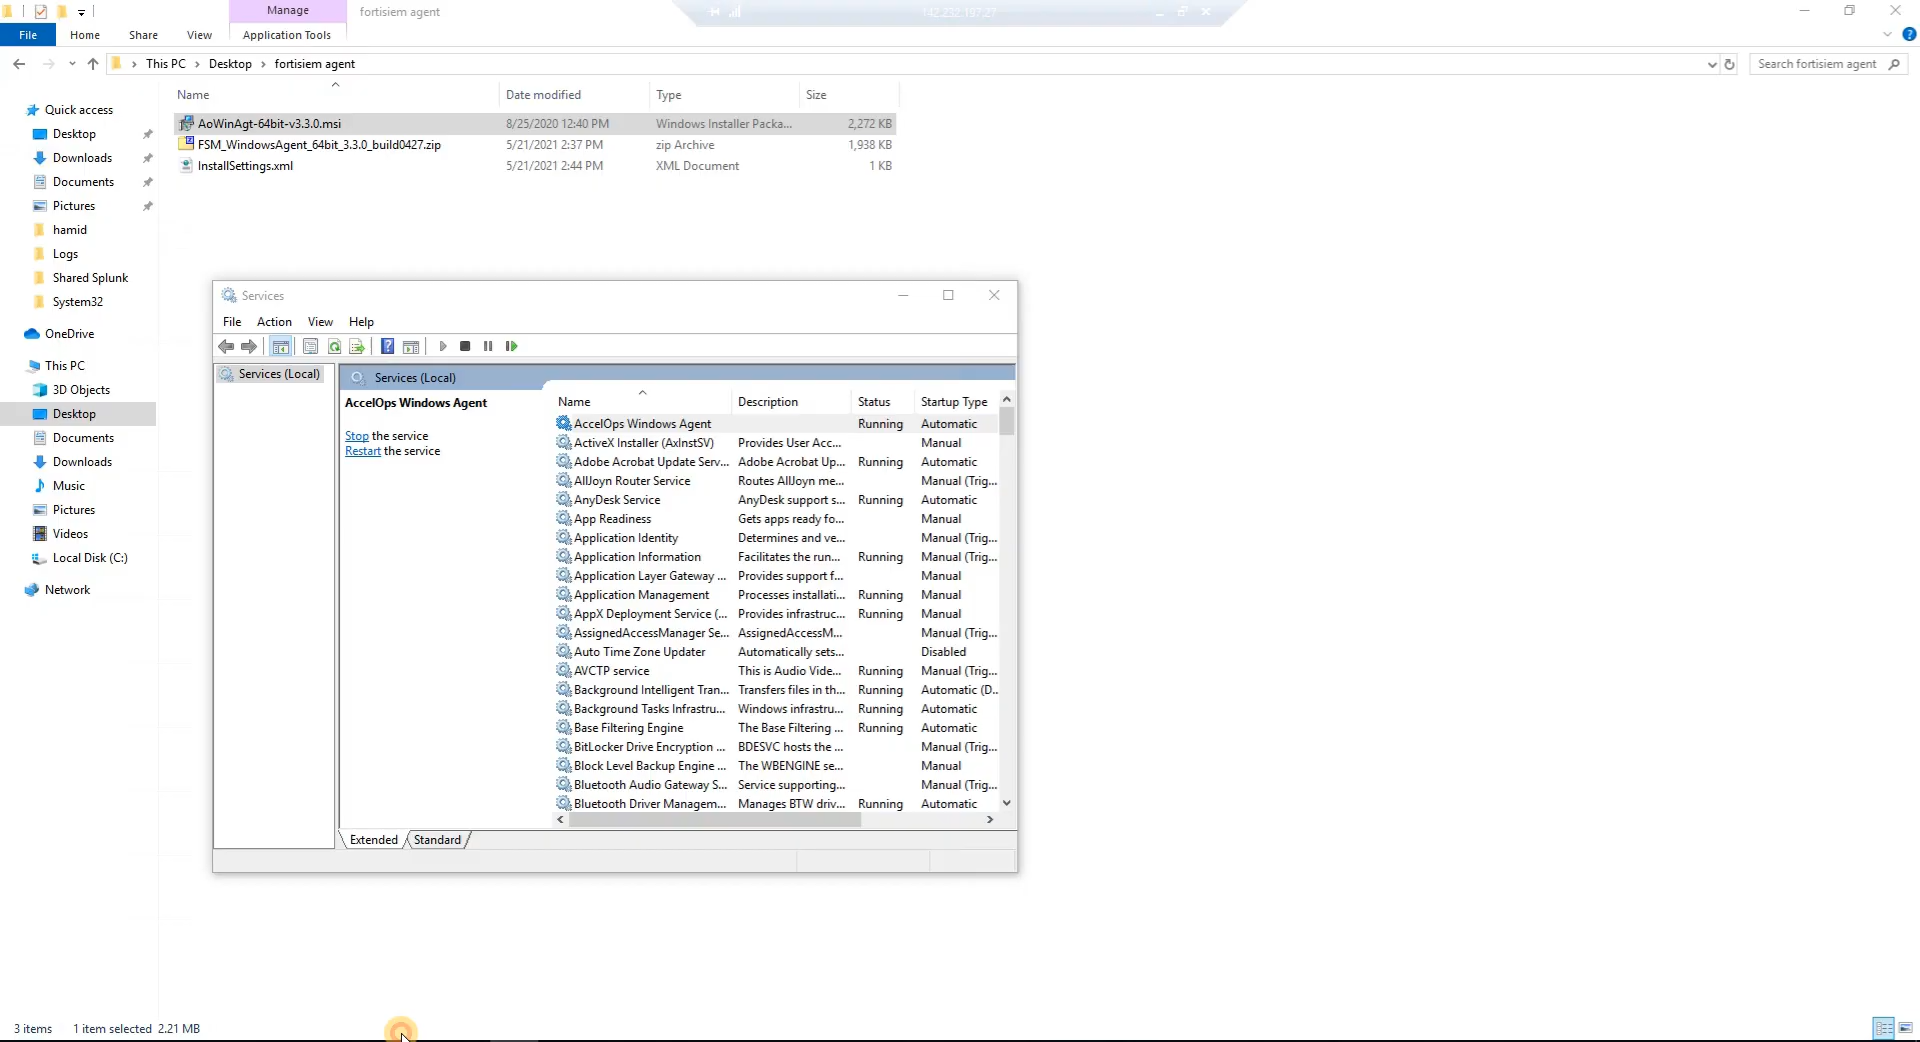 Manage
fortisiem agent
142.232.197.27
File
Home
Share
View
Application Tools
This PC
Desktop
fortisiem agent
Search fortisiem agent
Name
Date modified
Type
Size
AoWinAgt-64bit-v3.3.0.msi
8/25/2020 12:40 PM
Windows Installer Packa...
2,272 KB
FSM_WindowsAgent_64bit_3.3.0_build0427.zip
5/21/2021 2:37 PM
zip Archive
1,938 KB
InstallSettings.xml
5/21/2021 2:44 PM
XML Document
1 KB
Quick access
Desktop
Downloads
Documents
Pictures
hamid
Logs
Shared Splunk
System32
OneDrive
This PC
3D Objects
Desktop
Documents
Downloads
Music
Pictures
Videos
Local Disk (C:)
Network
Services
File
Action
View
Help
Services (Local)
Services (Local)
AccelOps Windows Agent
Stop the service
Restart the service
Name
Description
Status
Startup Type
AccelOps Windows Agent Running Automatic
ActiveX Installer (AxInstSV) Provides User Acc... Manual
Adobe Acrobat Update Serv... Adobe Acrobat Up... Running Automatic
AllJoyn Router Service Routes AllJoyn me... Manual (Trig...
AnyDesk Service AnyDesk support s... Running Automatic
App Readiness Gets apps ready fo... Manual
Application Identity Determines and ve... Manual (Trig...
Application Information Facilitates the run... Running Manual (Trig...
Application Layer Gateway ... Provides support f... Manual
Application Management Processes installati... Running Manual
AppX Deployment Service (... Provides infrastruc... Running Manual
AssignedAccessManager Se... AssignedAccessM... Manual (Trig...
Auto Time Zone Updater Automatically sets... Disabled
AVCTP service This is Audio Vide... Running Manual (Trig...
Background Intelligent Tran... Transfers files in th... Running Automatic (D...
Background Tasks Infrastru... Windows infrastru... Running Automatic
Base Filtering Engine The Base Filtering ... Running Automatic
BitLocker Drive Encryption ... BDESVC hosts the ... Manual (Trig...
Block Level Backup Engine ... The WBENGINE se... Manual
Bluetooth Audio Gateway S... Service supporting... Manual (Trig...
Bluetooth Driver Managem... Manages BTW driv... Running Automatic
Extended
Standard
3 items
1 item selected 2.21 MB